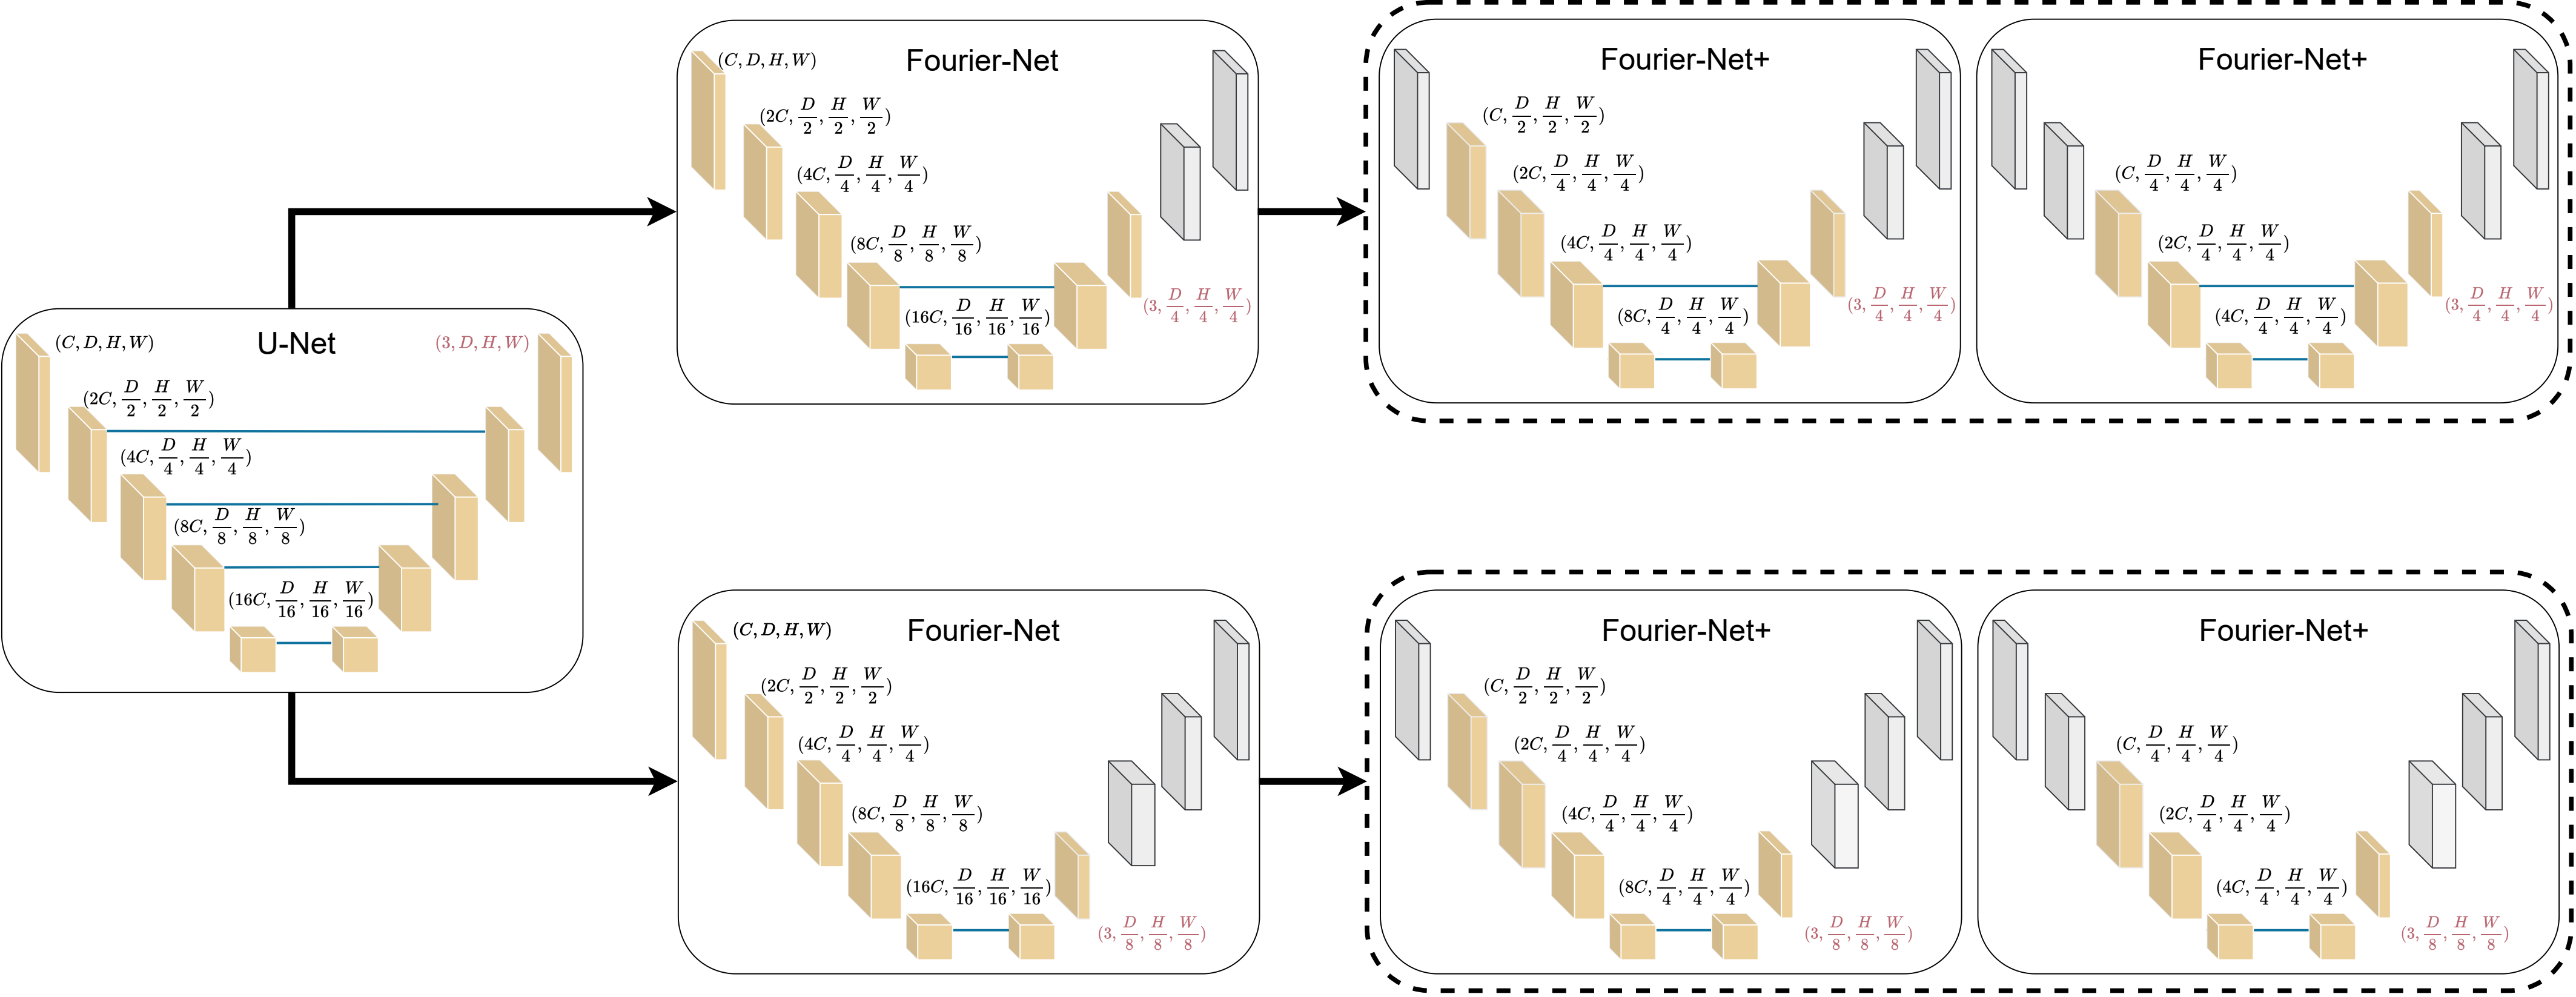 U-Net
(C, D, H, W)
(3, D, H, W)
(2C, D/2, H/2, W/2)
(4C, D/4, H/4, W/4)
(8C, D/8, H/8, W/8)
(16C, D/16, H/16, W/16)
Fourier-Net
(C, D, H, W)
(2C, D/2, H/2, W/2)
(4C, D/4, H/4, W/4)
(8C, D/8, H/8, W/8)
(16C, D/16, H/16, W/16)
(3, D/4, H/4, W/4)
Fourier-Net+
(C, D/2, H/2, W/2)
(2C, D/4, H/4, W/4)
(4C, D/4, H/4, W/4)
(8C, D/4, H/4, W/4)
(3, D/4, H/4, W/4)
Fourier-Net+
(C, D/4, H/4, W/4)
(2C, D/4, H/4, W/4)
(4C, D/4, H/4, W/4)
(3, D/4, H/4, W/4)
Fourier-Net
(C, D, H, W)
(2C, D/2, H/2, W/2)
(4C, D/4, H/4, W/4)
(8C, D/8, H/8, W/8)
(16C, D/16, H/16, W/16)
(3, D/8, H/8, W/8)
Fourier-Net+
(C, D/2, H/2, W/2)
(2C, D/4, H/4, W/4)
(4C, D/4, H/4, W/4)
(8C, D/4, H/4, W/4)
(3, D/8, H/8, W/8)
Fourier-Net+
(C, D/4, H/4, W/4)
(2C, D/4, H/4, W/4)
(4C, D/4, H/4, W/4)
(3, D/8, H/8, W/8)